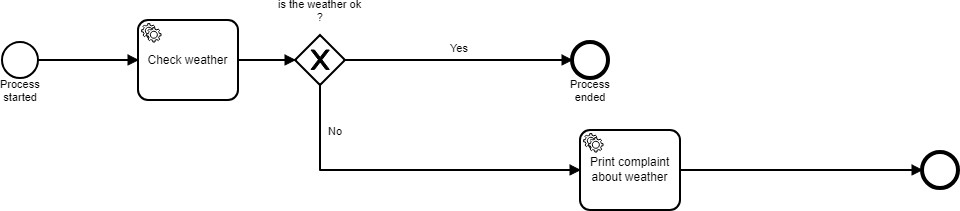 is the weather ok
?
Check weather
Yes
Process
started
Process
ended
No
Print complaint
about weather